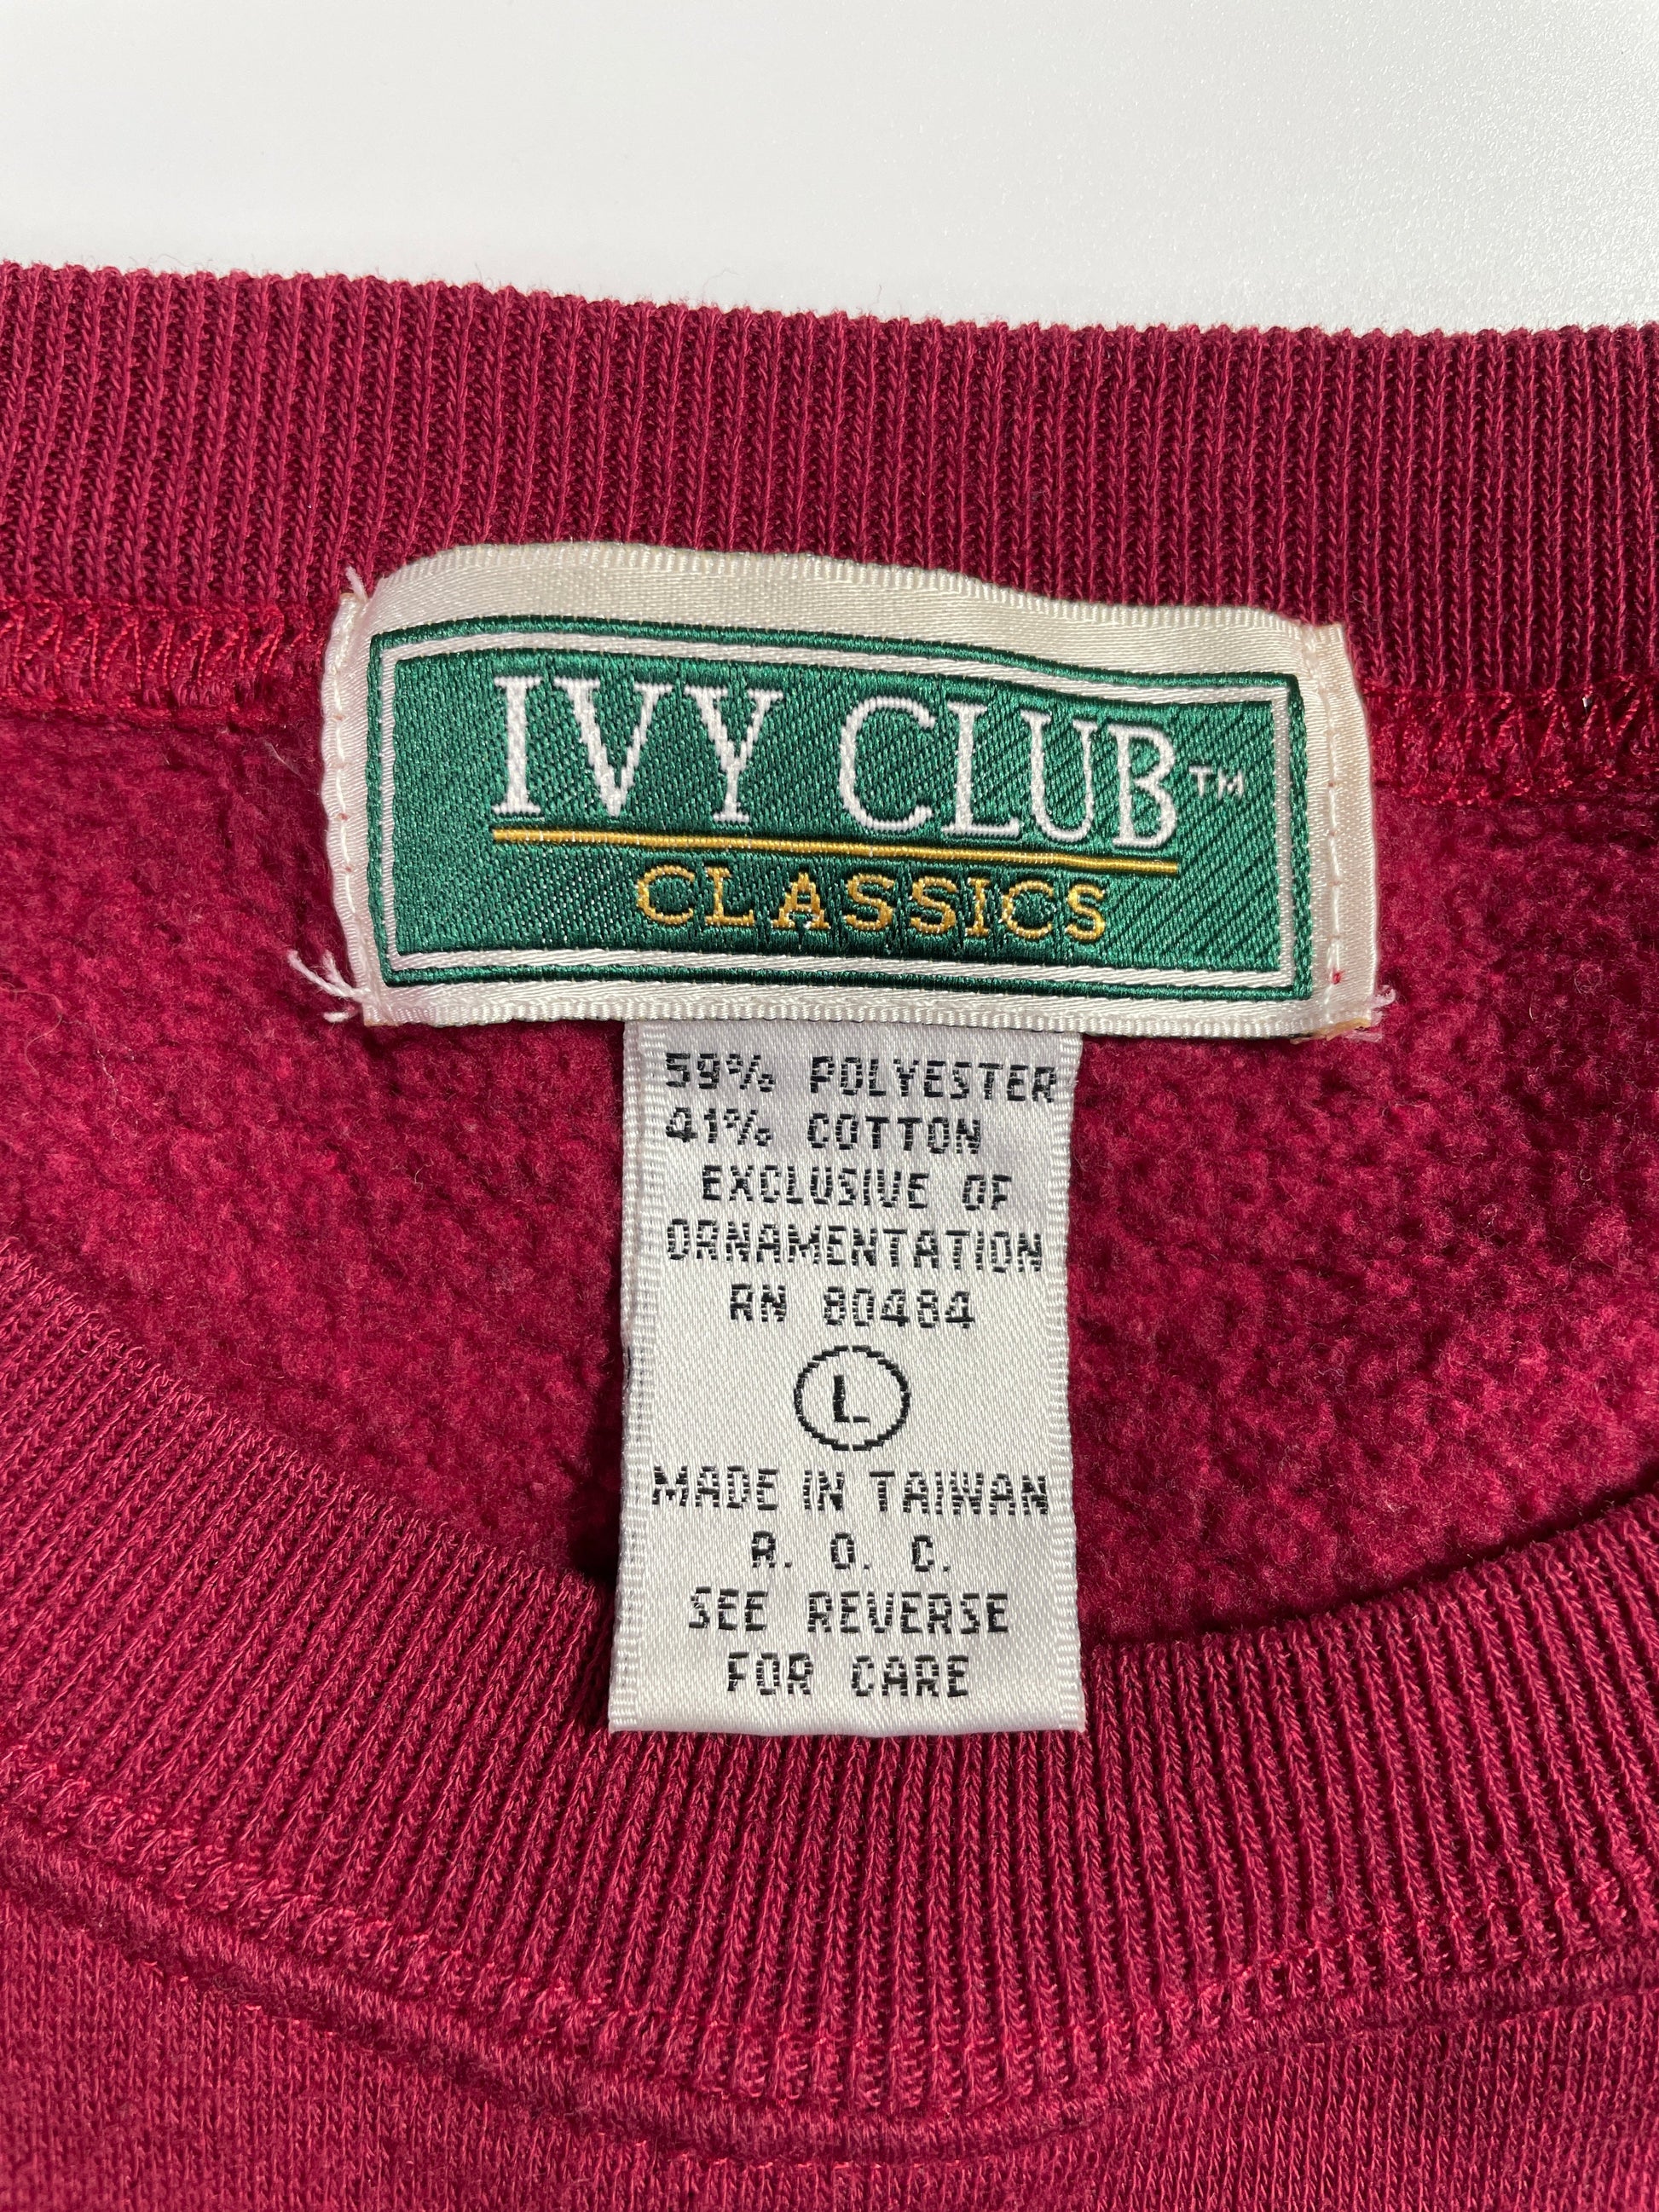 IVY CLUB™
CLASSICS
59% POLYESTER
41% COTTON
EXCLUSIVE OF
ORNAMENTATION
RN 80484
L
MADE IN TAIWAN
R. O. C.
SEE REVERSE
FOR CARE